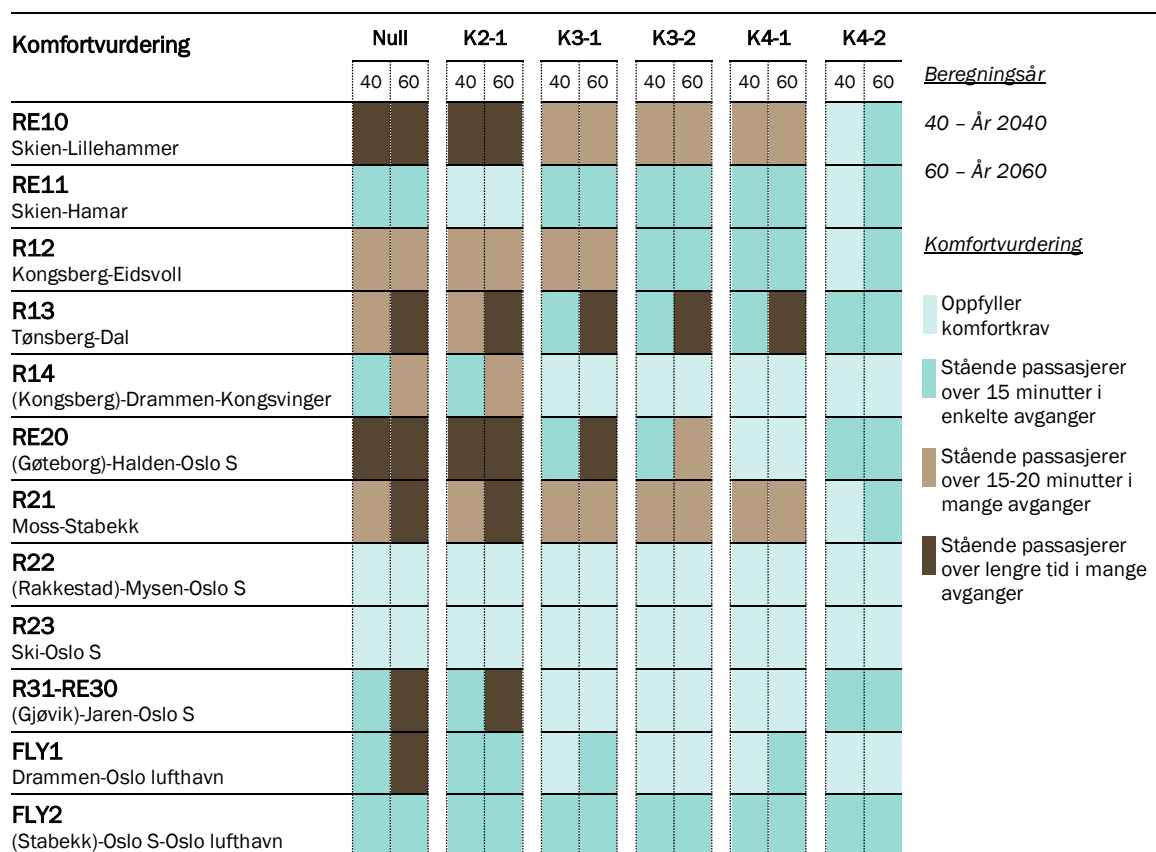 Komfortvurdering
Null K2-1 K3-1 K3-2 K4-1 K4-2
40 60 40 60 40 60 40 60 40 60 40 60
RE10
Skien-Lillehammer
RE11
Skien-Hamar
R12
Kongsberg-Eidsvoll
R13
Tønsberg-Dal
R14
(Kongsberg)-Drammen-Kongsvinger
RE20
(Gøteborg)-Halden-Oslo S
R21
Moss-Stabekk
R22
(Rakkestad)-Mysen-Oslo S
R23
Ski-Oslo S
R31-RE30
(Gjøvik)-Jaren-Oslo S
FLY1
Drammen-Oslo lufthavn
FLY2
(Stabekk)-Oslo S-Oslo lufthavn
Beregningsår
40 – År 2040
60 – År 2060
Komfortvurdering
Oppfyller
komfortkrav
Stående passasjerer
over 15 minutter i
enkelte avganger
Stående passasjerer
over 15-20 minutter i
mange avganger
Stående passasjerer
over lengre tid i mange
avganger